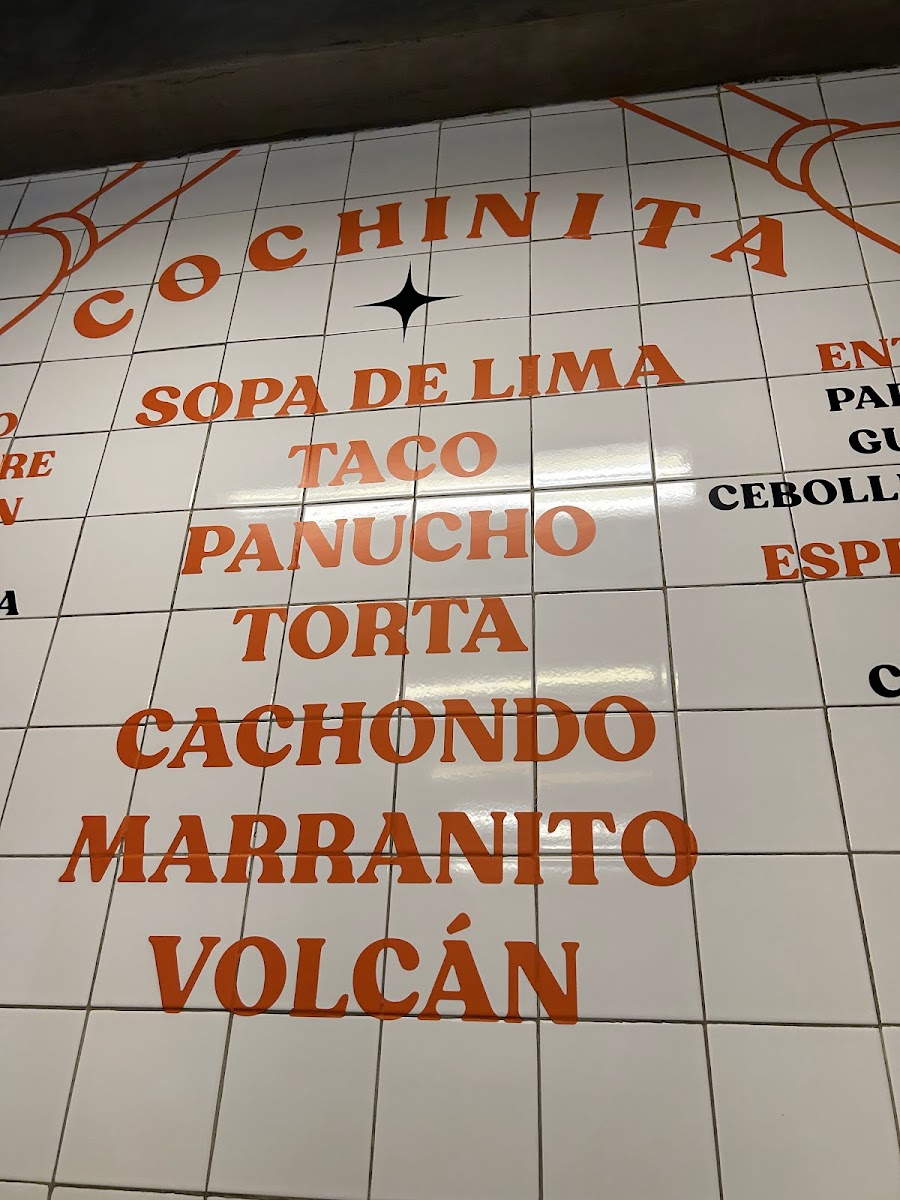 COCHINITA
SOPA DE LIMA
TACO
PANUCHO
TORTA
CACHONDO
MARRANITO
VOLCÁN